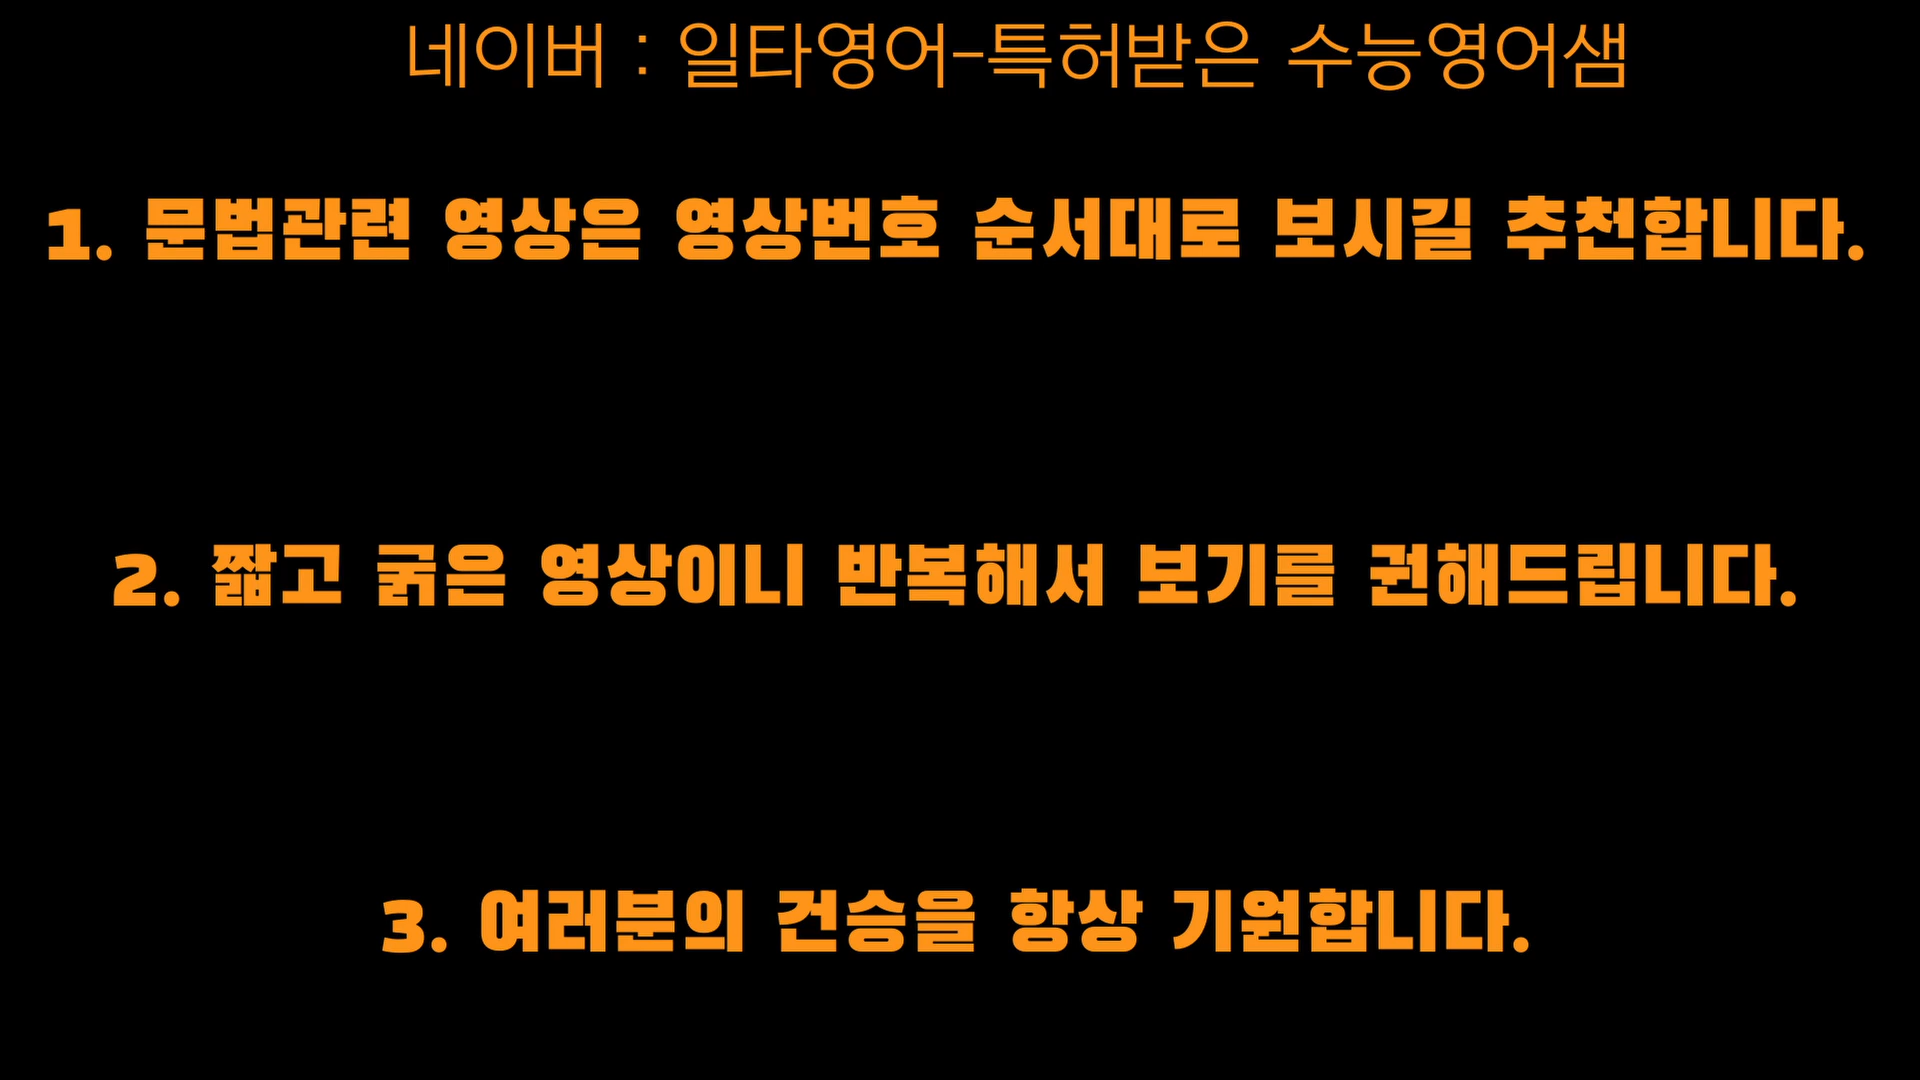 네이버 : 일타영어-특허받은 수능영어샘
1. 문법관련 영상은 영상번호 순서대로 보시길 추천합니다.
2. 짧고 굵은 영상이니 반복해서 보기를 권해드립니다.
3. 여러분의 건승을 항상 기원합니다.